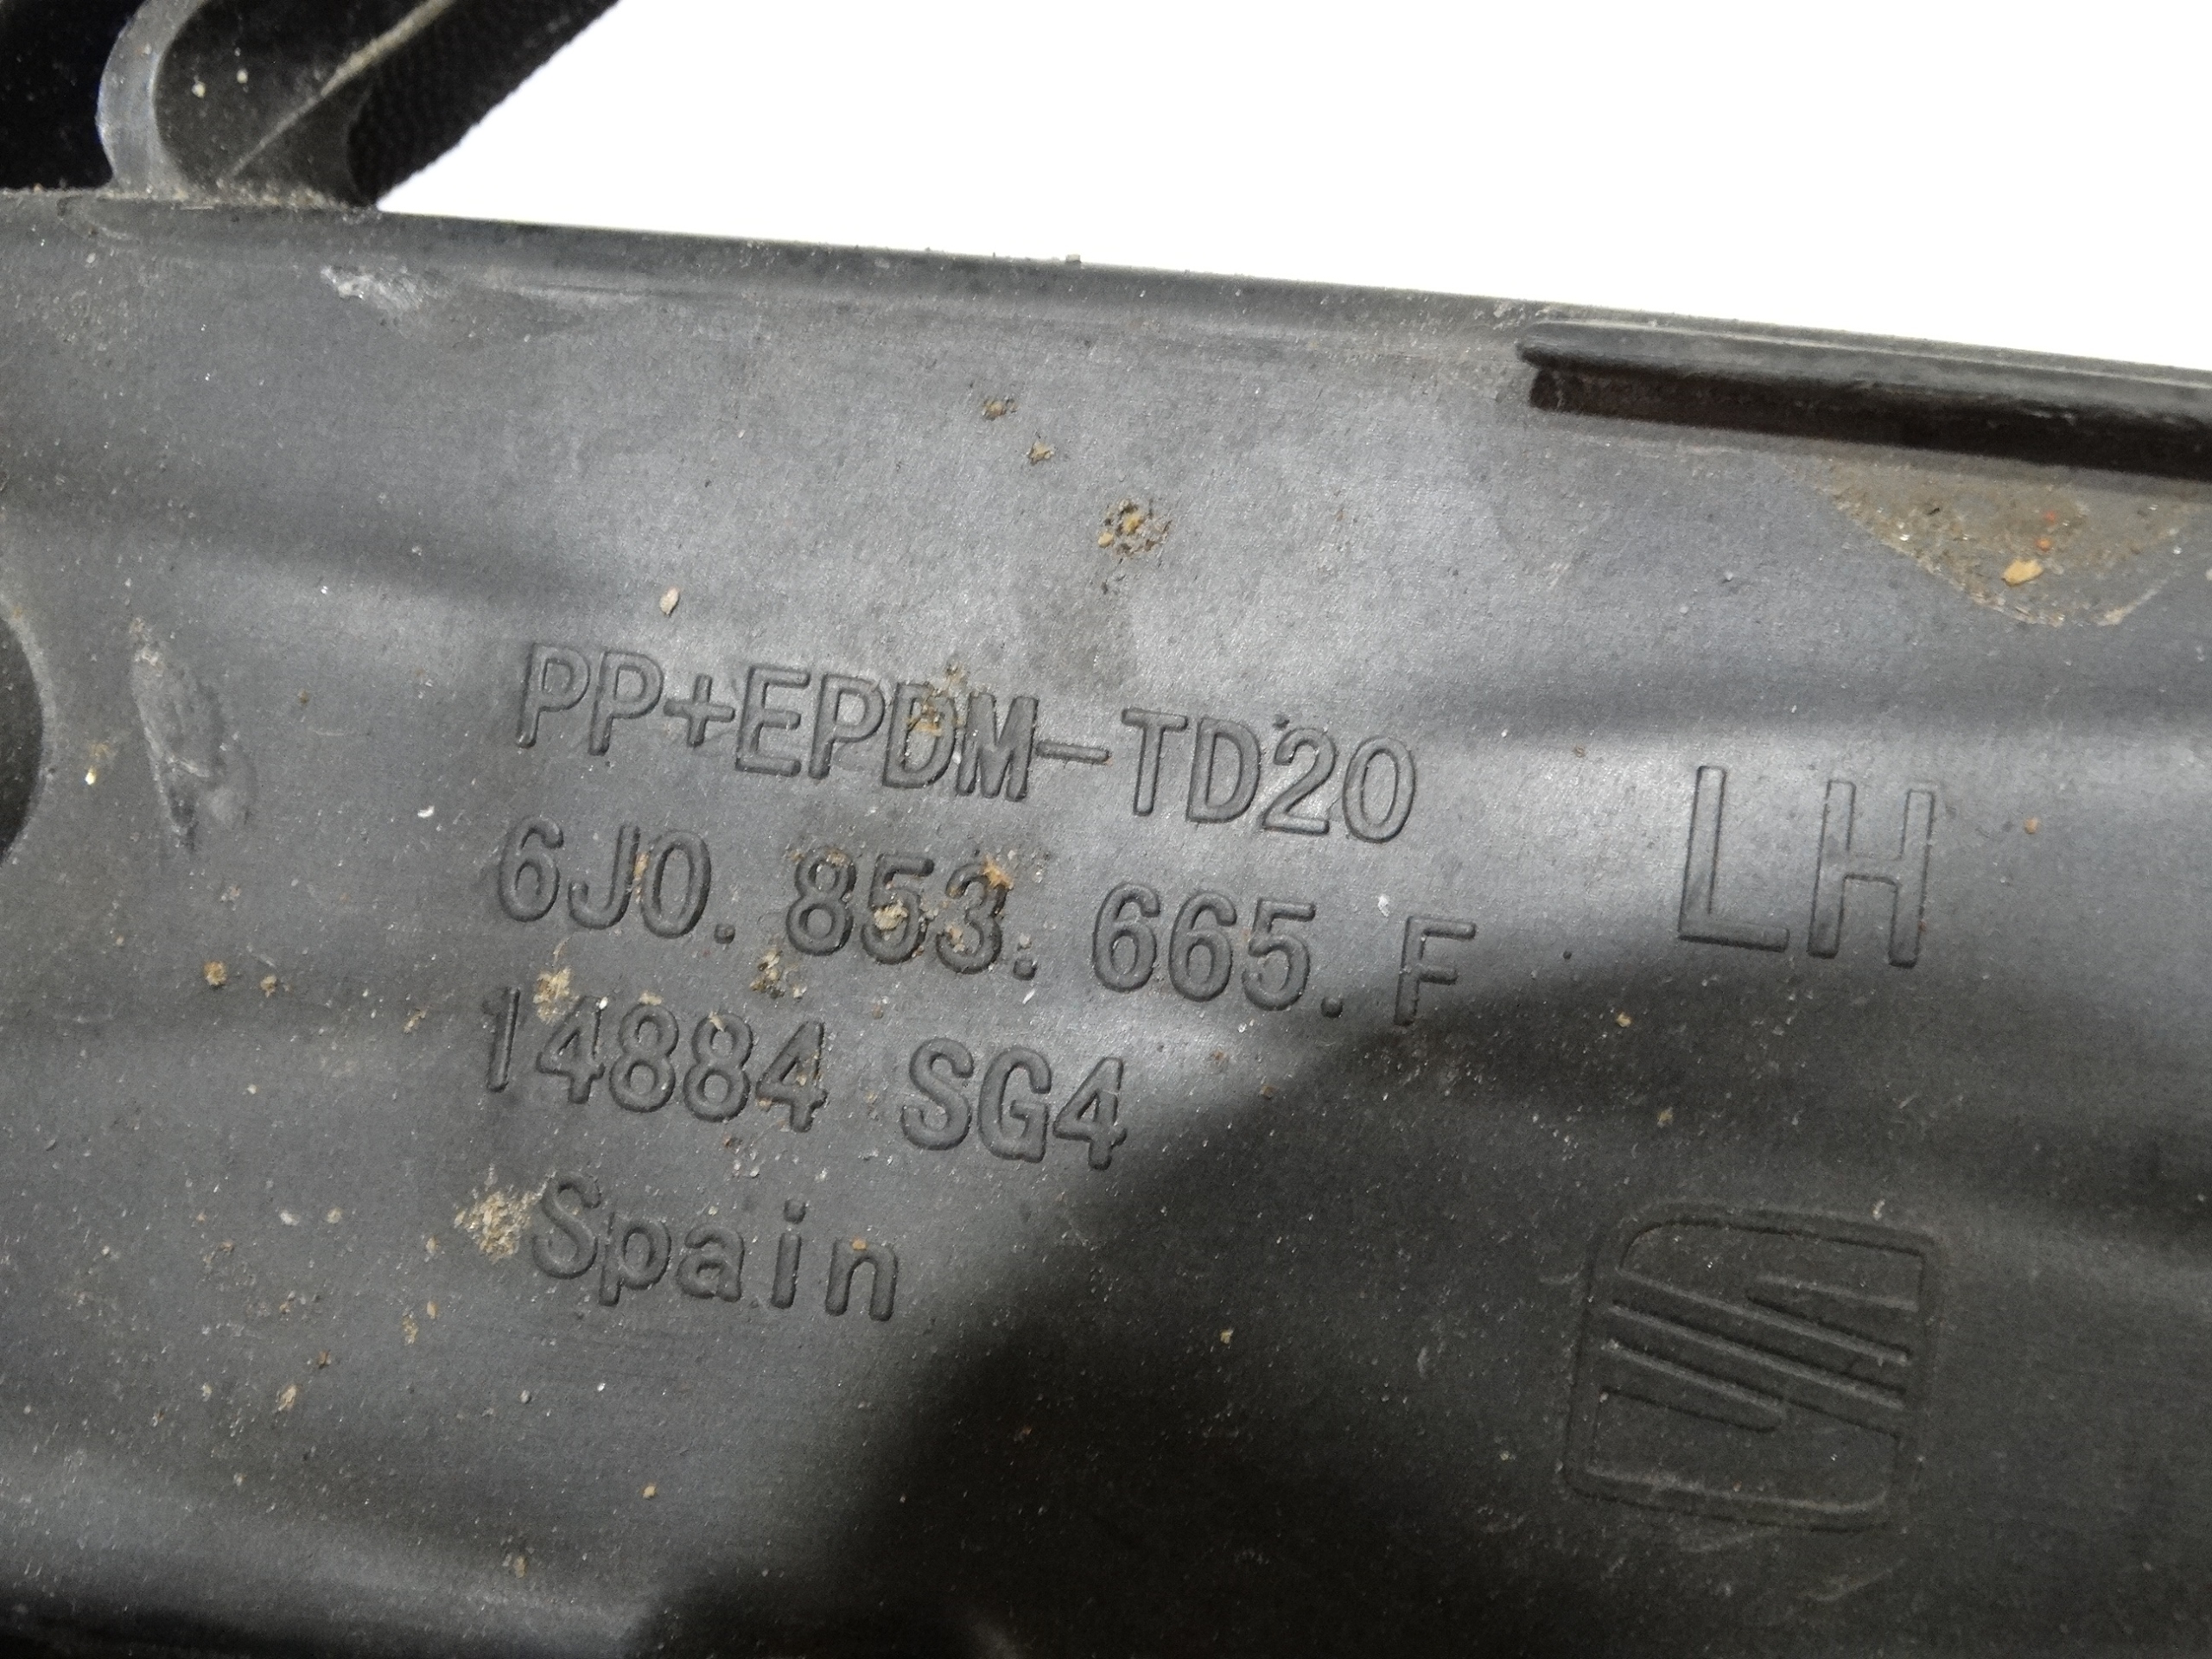 PP+EPDM-TD20
6J0. 853. 665. F
LH
14884 SG4
Spain